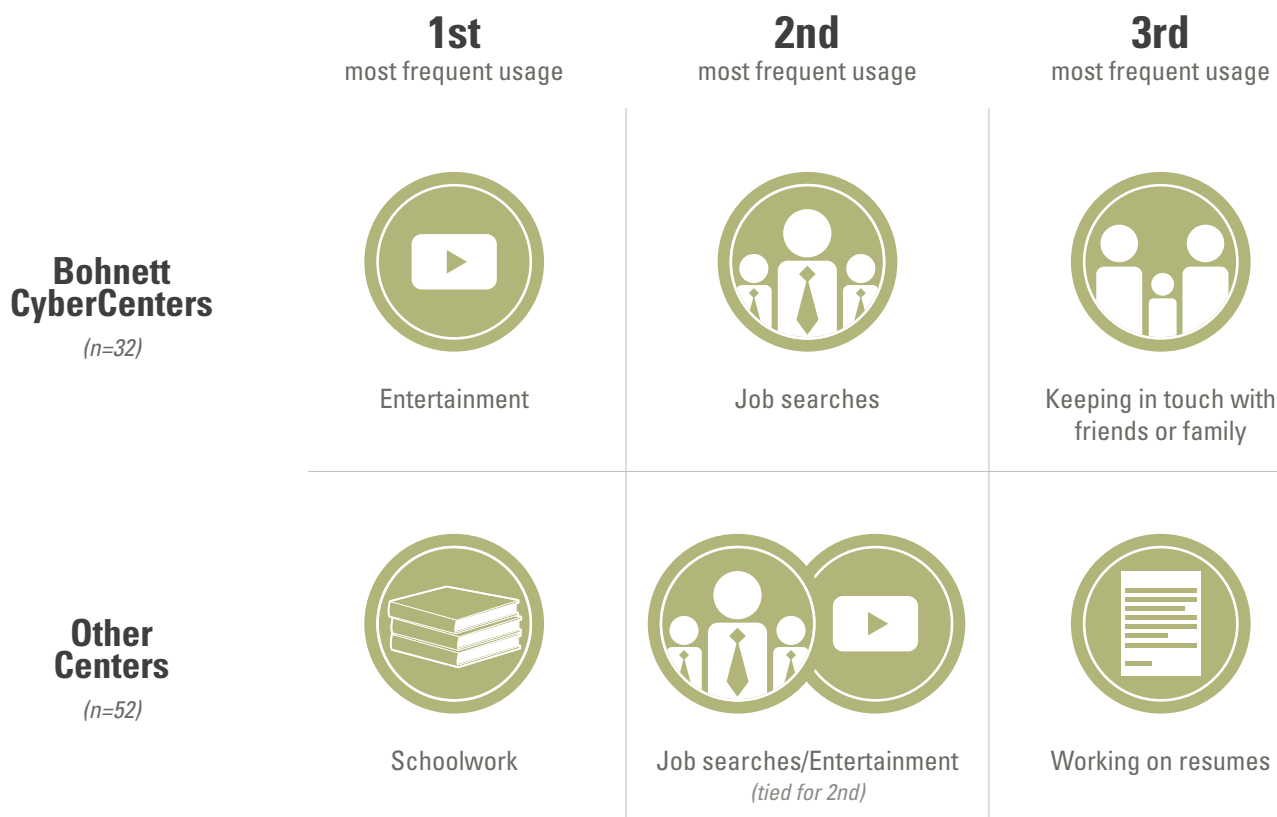 1st
most frequent usage
2nd
most frequent usage
3rd
most frequent usage
Bohnett
CyberCenters
(n=32)
Entertainment
Job searches
Keeping in touch with
friends or family
Other
Centers
(n=52)
Schoolwork
Job searches/Entertainment
(tied for 2nd)
Working on resumes